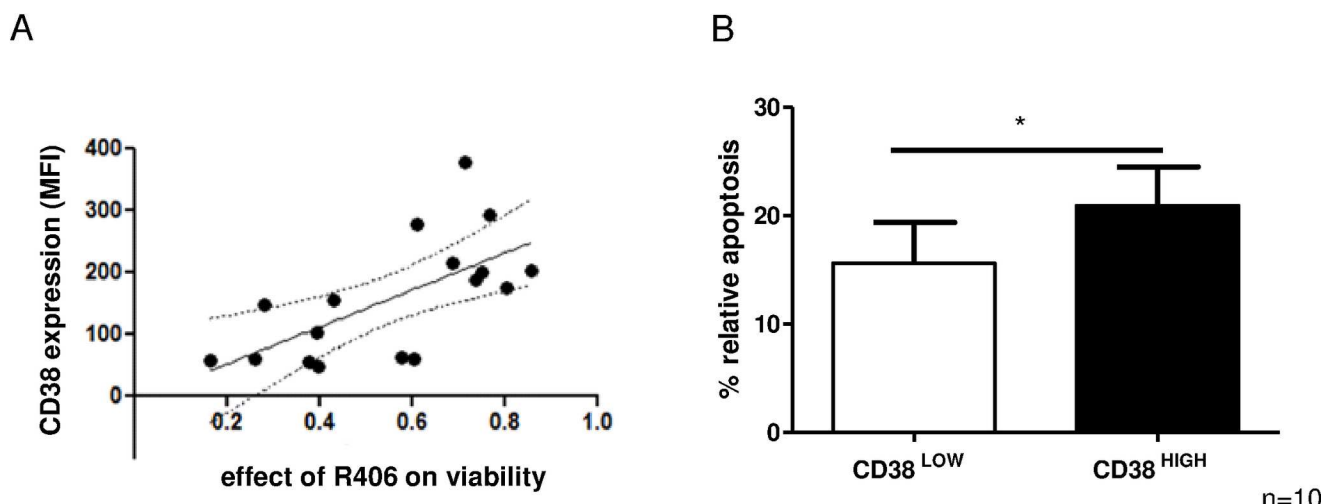 A
CD38 expression (MFI)
400
300
200
100
0
0.2 0.4 0.6 0.8 1.0
effect of R406 on viability
B
% relative apoptosis
30
20
10
0
*
CD38 LOW CD38 HIGH
n=10